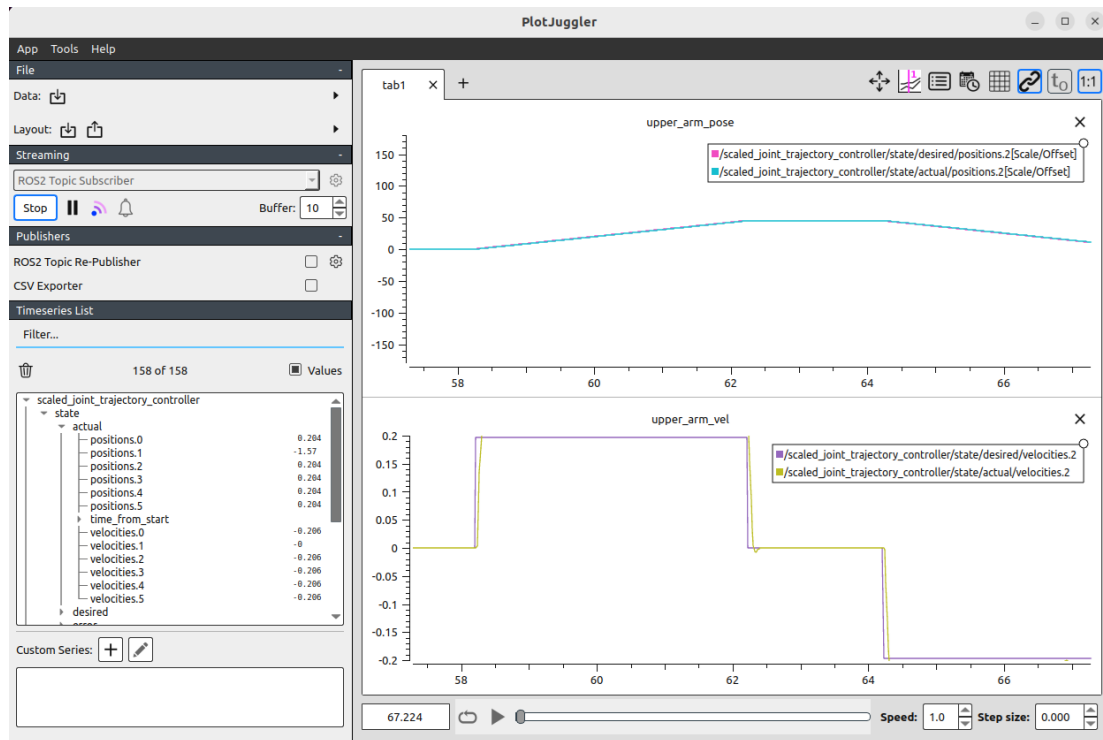 PlotJuggler
App Tools Help
File -
Data:
Layout:
Streaming -
ROS2 Topic Subscriber
Stop Buffer: 10
Publishers -
ROS2 Topic Re-Publisher
CSV Exporter
Timeseries List -
Filter...
158 of 158 Values
scaled_joint_trajectory_controller
state
actual
positions.0 0.204
positions.1 -1.57
positions.2 0.204
positions.3 0.204
positions.4 0.204
positions.5 0.204
time_from_start
velocities.0 -0.206
velocities.1 -0
velocities.2 -0.206
velocities.3 -0.206
velocities.4 -0.206
velocities.5 -0.206
desired
Custom Series:
tab1 +
1 t0 1:1
upper_arm_pose
/scaled_joint_trajectory_controller/state/desired/positions.2[Scale/Offset]
/scaled_joint_trajectory_controller/state/actual/positions.2[Scale/Offset]
150
100
50
0
-50
-100
-150
58 60 62 64 66
upper_arm_vel
/scaled_joint_trajectory_controller/state/desired/velocities.2
/scaled_joint_trajectory_controller/state/actual/velocities.2
0.2
0.15
0.1
0.05
0
-0.05
-0.1
-0.15
-0.2
58 60 62 64 66
67.224 Speed: 1.0 Step size: 0.000